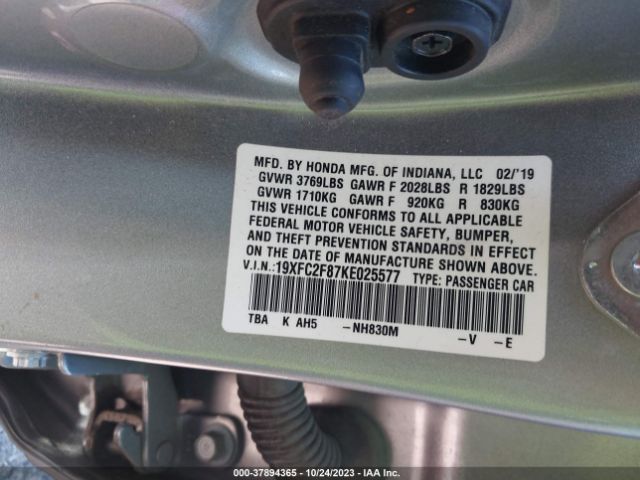 MFD. BY HONDA MFG. OF INDIANA, LLC 02/'19
GVWR 3769LBS GAWR F 2028LBS R 1829LBS
GVWR 1710KG GAWR F 920KG R 830KG
THIS VEHICLE CONFORMS TO ALL APPLICABLE
FEDERAL MOTOR VEHICLE SAFETY, BUMPER,
AND THEFT PREVENTION STANDARDS IN EFFECT
ON THE DATE OF MANUFACTURE SHOWN ABOVE.
V.I.N.:19XFC2F87KE025577 TYPE: PASSENGER CAR
TBA K AH5 -NH830M -V -E
000-37894365 | 10/24/2023 | IAA Inc.